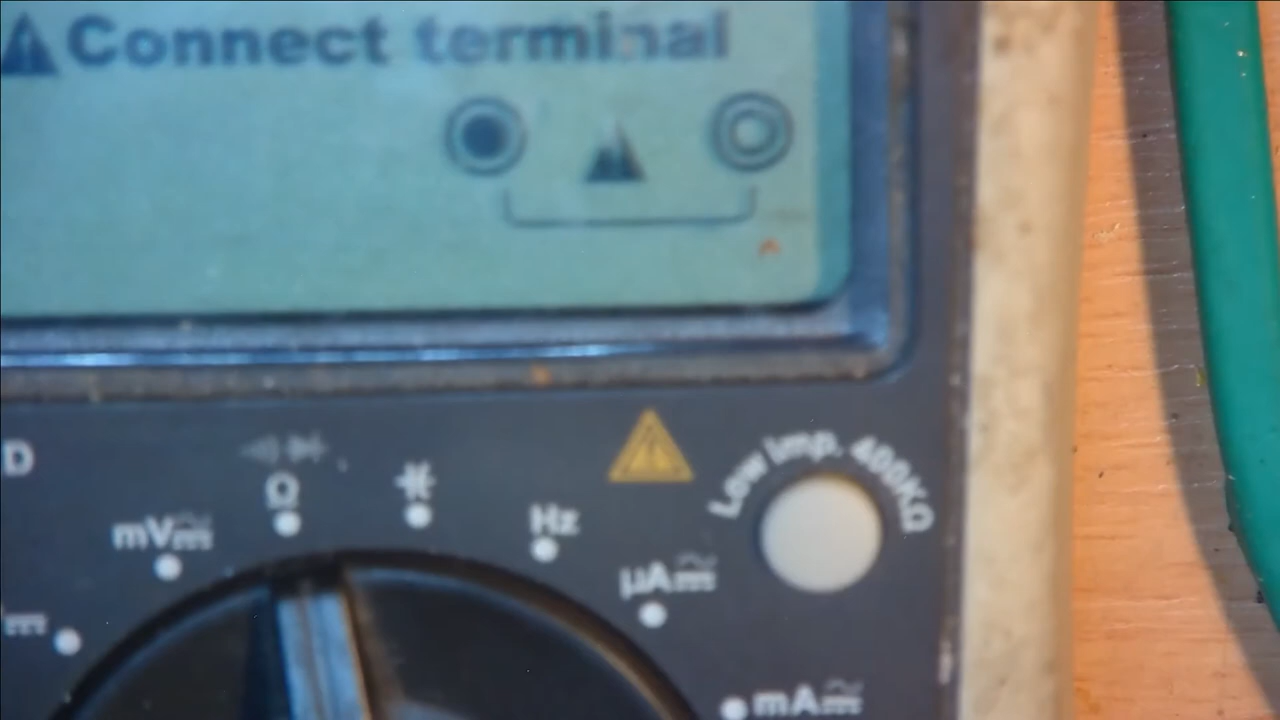 Connect terminal
D
Low imp. 400KΩ
Ω
mV
Hz
µA
mA